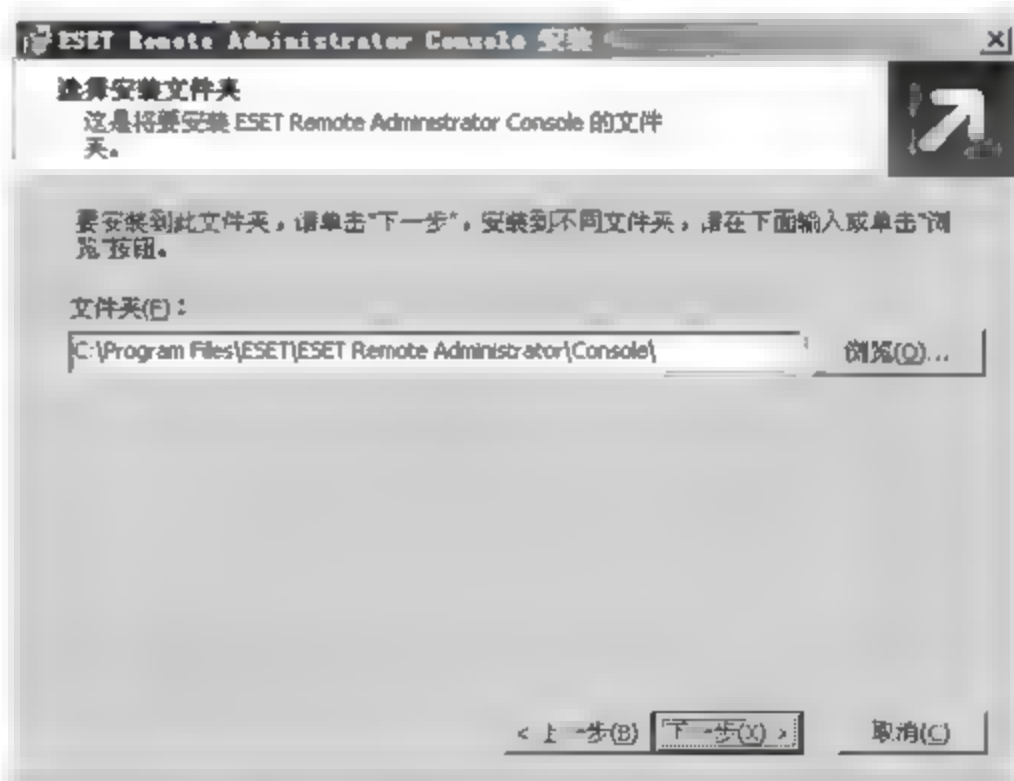 ESET Remote Administrator Console 安装
选择安装文件夹
这是将要安装 ESET Remote Administrator Console 的文件
夹。
要安装到此文件夹，请单击"下一步"，安装到不同文件夹，请在下面输入或单击"浏
览"按钮。
文件夹(F)：
C:\Program Files\ESET\ESET Remote Administrator\Console\
浏览(O)...
< 上一步(B)
下一步(X) >
取消(C)